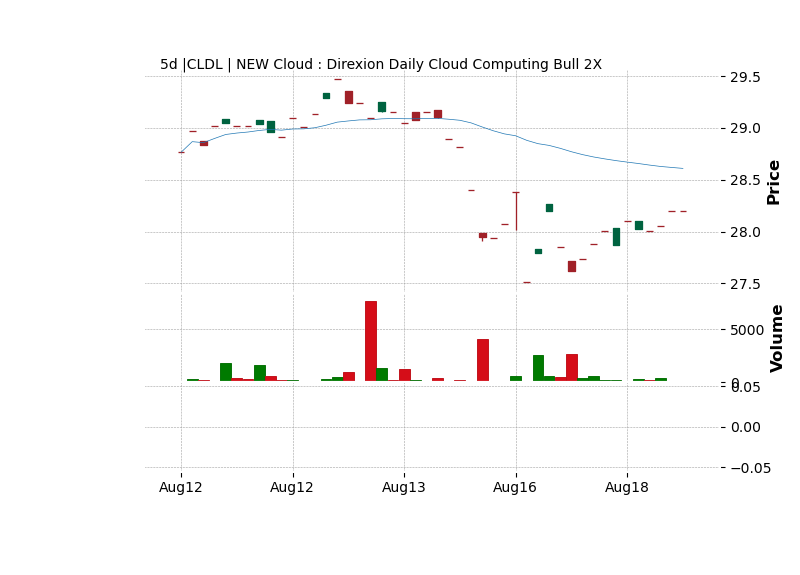 5d |CLDL | NEW Cloud : Direxion Daily Cloud Computing Bull 2X
29.5
29.0
28.5
28.0
27.5
Price
5000
0
Volume
0.05
0.00
−0.05
Aug12 Aug12 Aug13 Aug16 Aug18